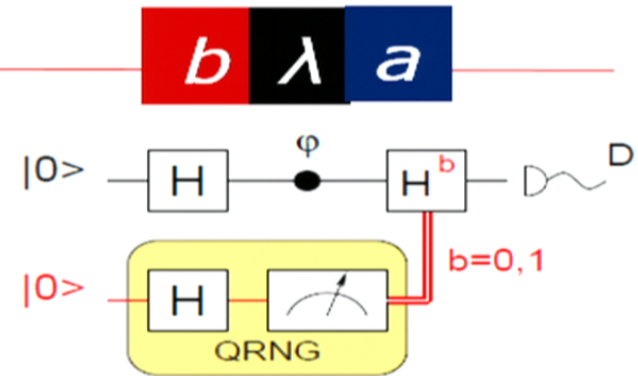 b λ a
φ
|0> H H^b D
b=0,1
|0> H
QRNG